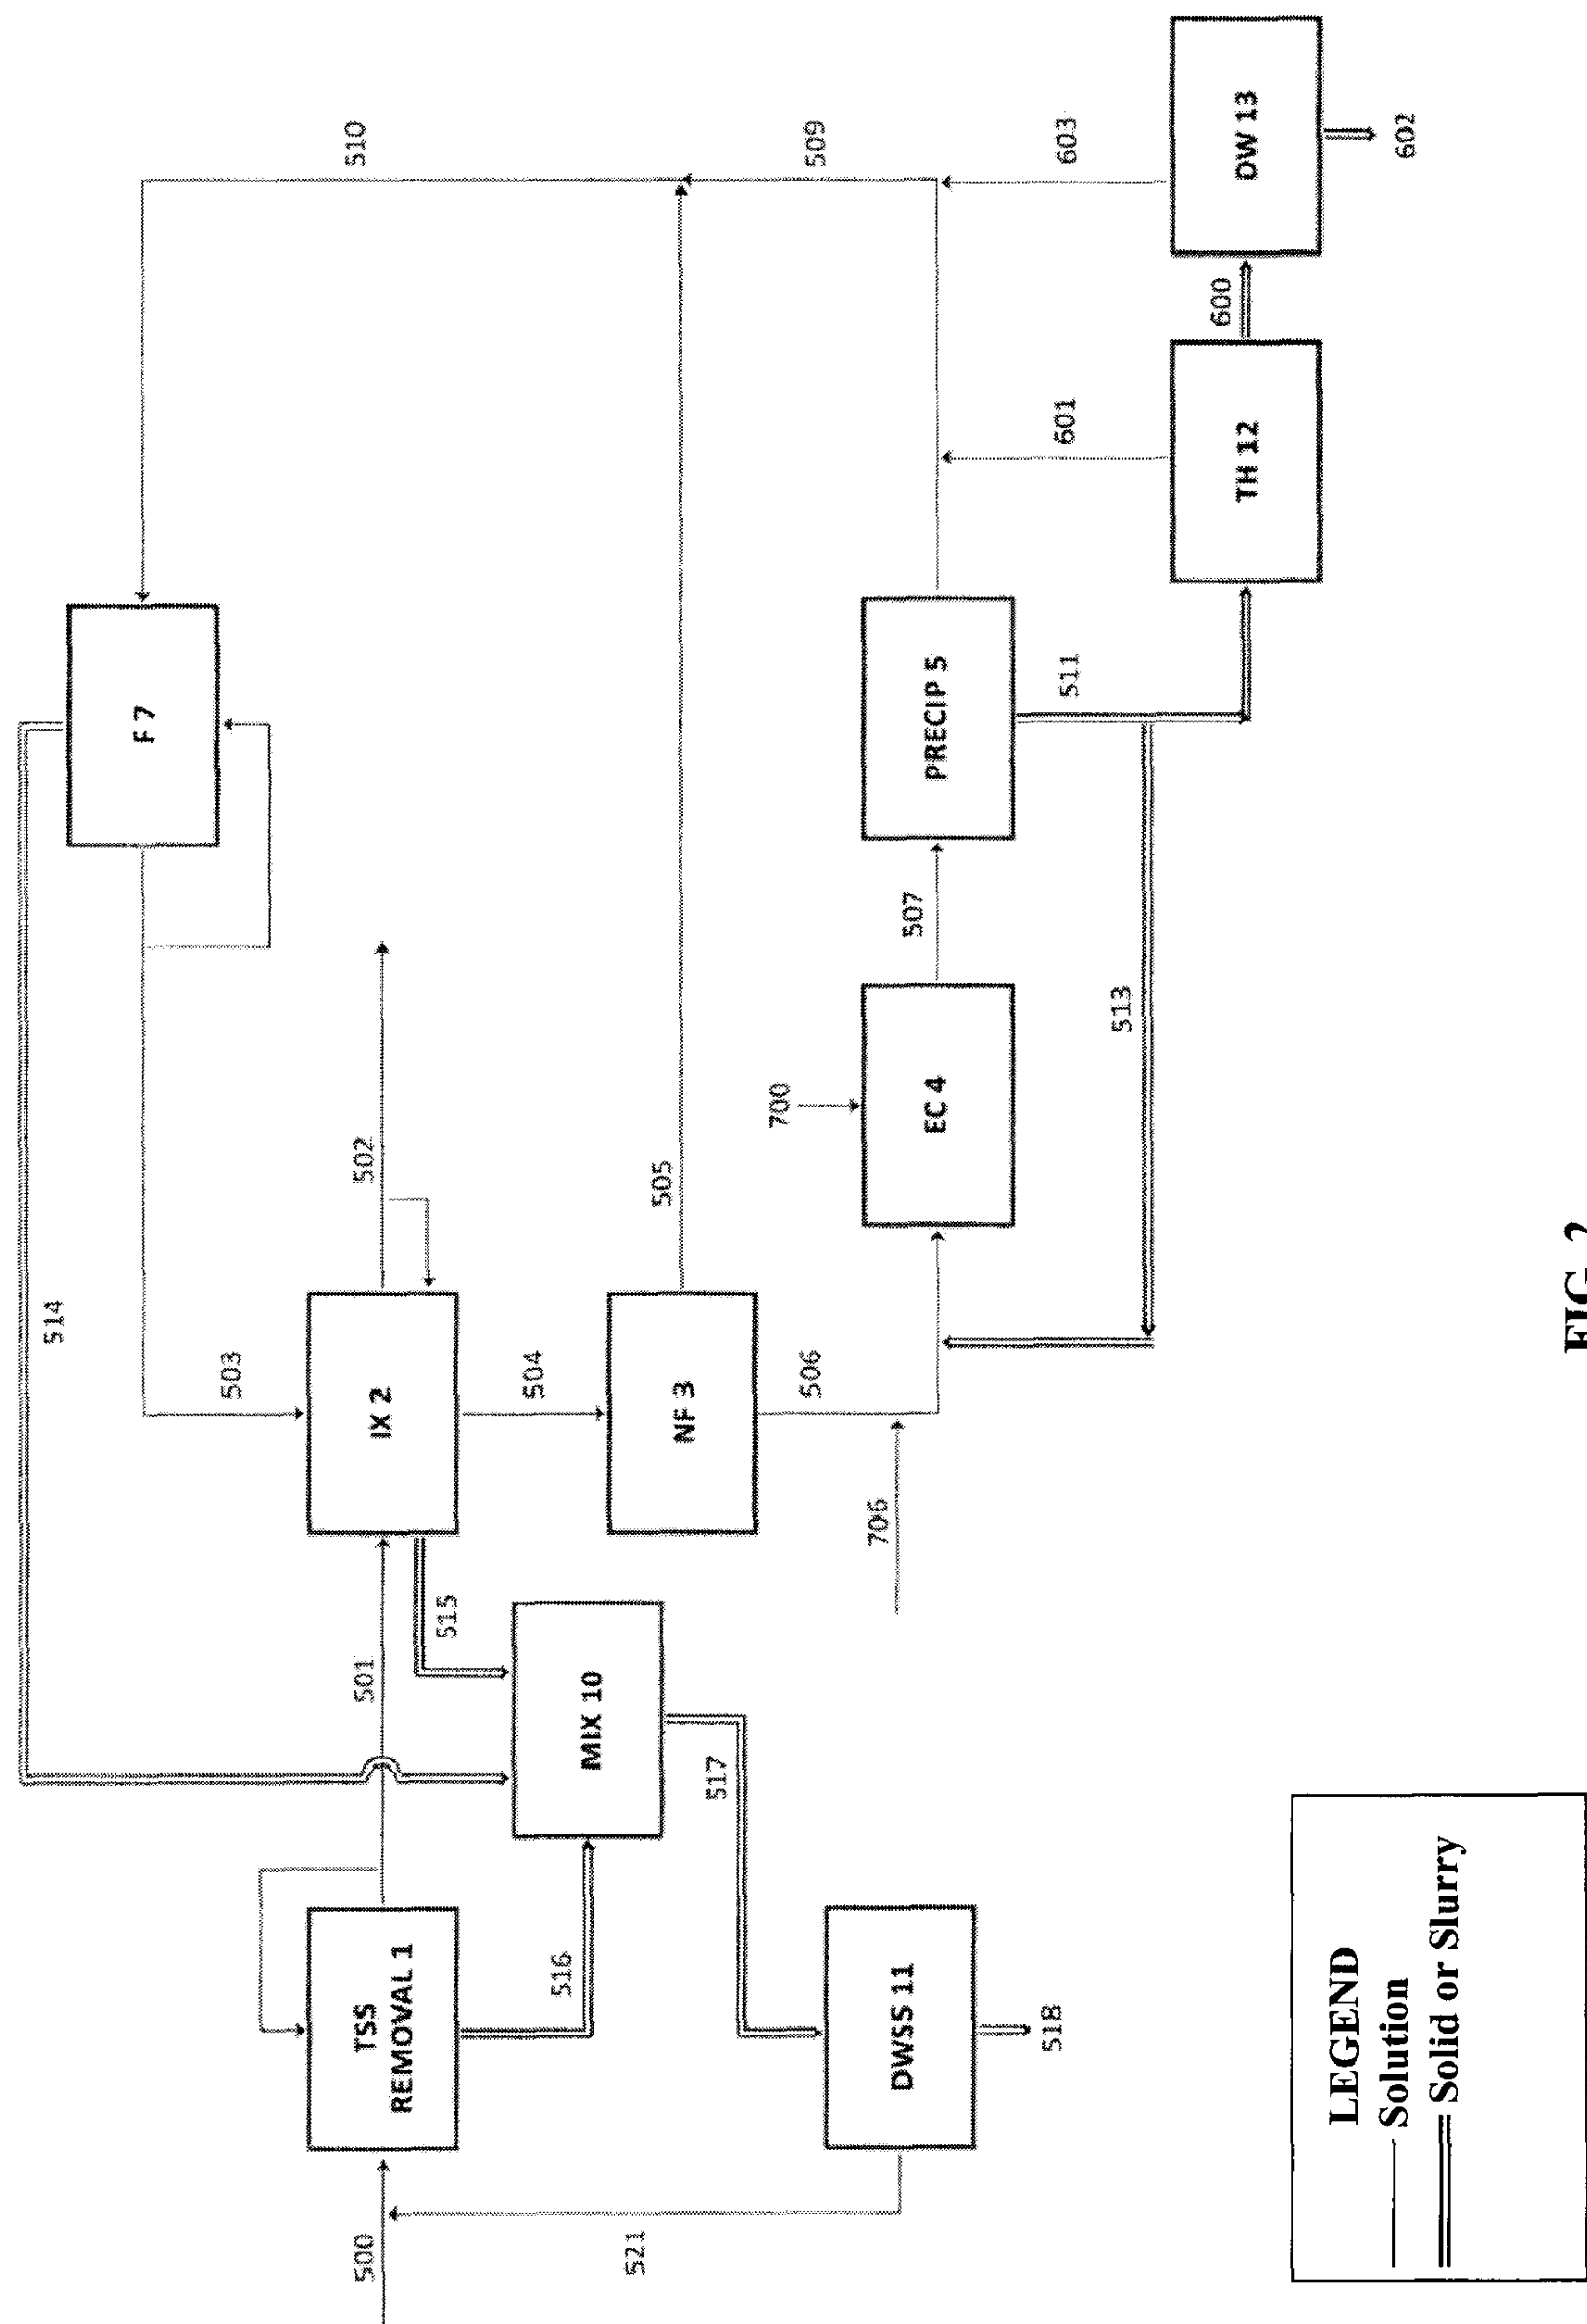 514
F 7
503
500
501
502
510
TSS
REMOVAL 1
IX 2
515
504
516
MIX 10
521
505
NF 3
517
700
506
509
706
DWSS 11
507
EC 4
PRECIP 5
518
511
601
603
513
600
TH 12
DW 13
602
LEGEND
Solution
Solid or Slurry
FIG. 2